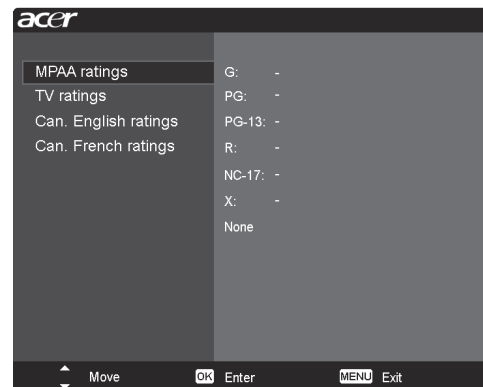 acer
MPAA ratings
TV ratings
Can. English ratings
Can. French ratings
G: -
PG: -
PG-13: -
R: -
NC-17: -
X: -
None
Move OK Enter MENU Exit